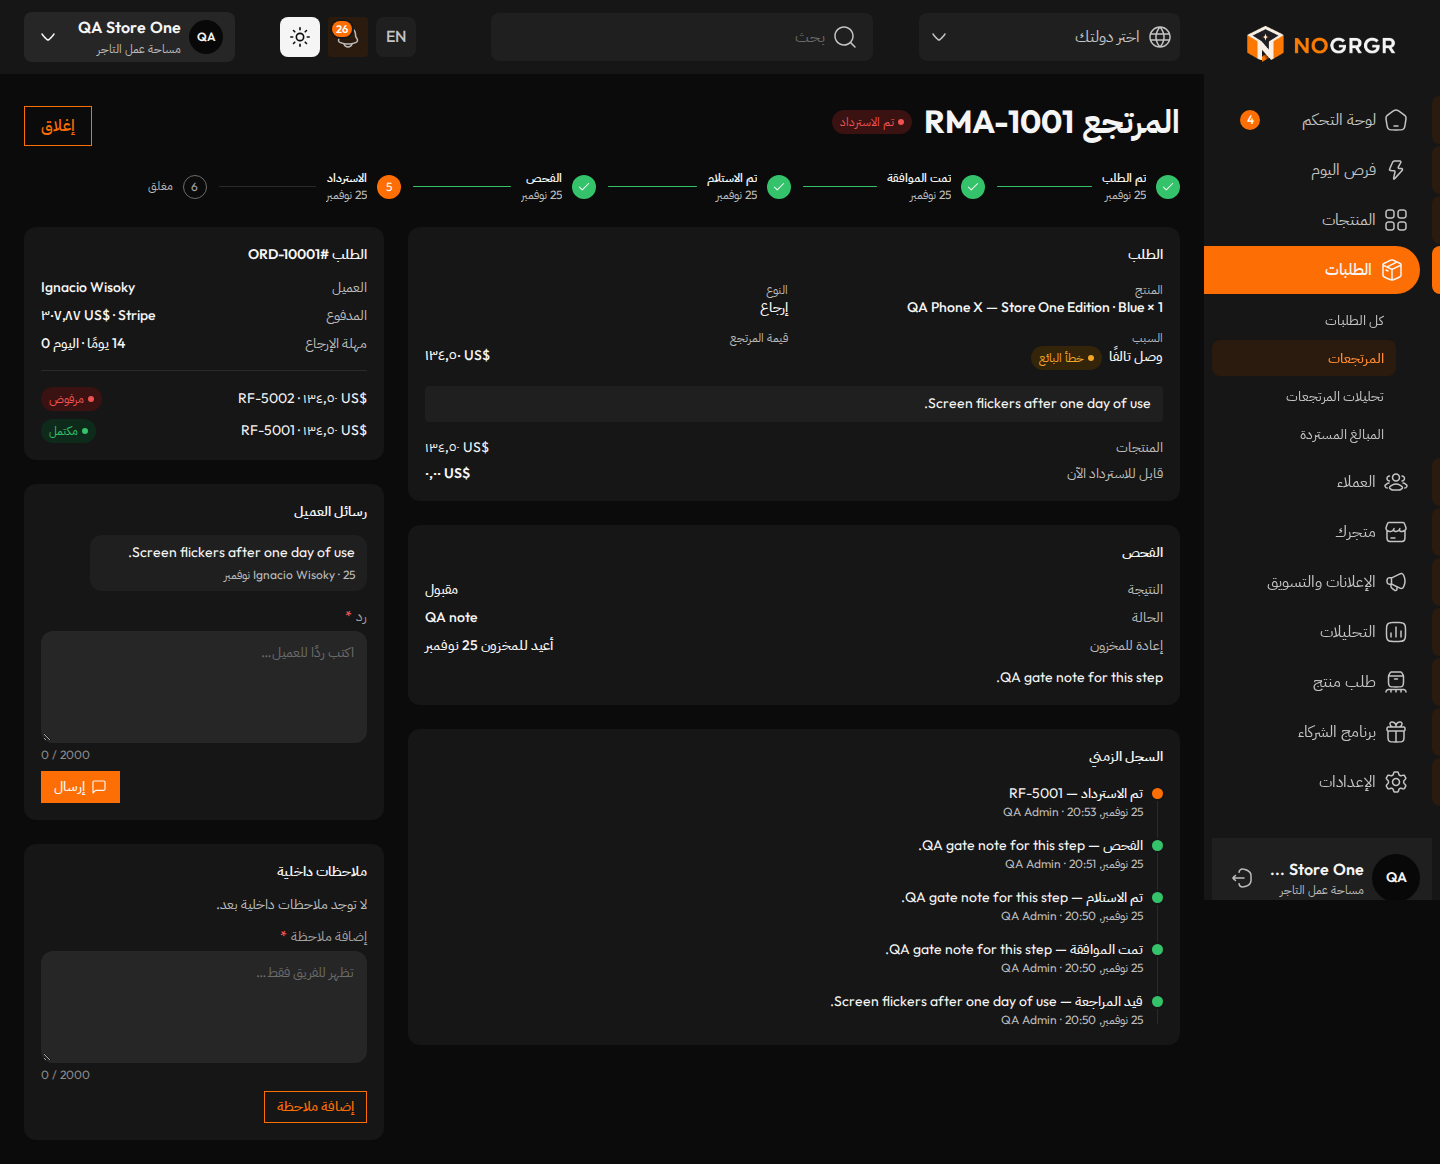 NOGRGR
اختر دولتك
بحث
EN
26
QA Store One
مساحة عمل التاجر
QA
لوحة التحكم
4
فرص اليوم
المنتجات
الطلبات
كل الطلبات
المرتجعات
تحليلات المرتجعات
المبالغ المستردة
العملاء
متجرك
الإعلانات والتسويق
التحليلات
طلب منتج
برنامج الشركاء
الإعدادات
QA
... Store One
مساحة عمل التاجر
المرتجع RMA-1001
تم الاسترداد
إغلاق
تم الطلب
25 نوفمبر
تمت الموافقة
25 نوفمبر
تم الاستلام
25 نوفمبر
الفحص
25 نوفمبر
5
الاسترداد
25 نوفمبر
6
مغلق
الطلب
المنتج
QA Phone X — Store One Edition · Blue × 1
النوع
إرجاع
السبب
وصل تالفًا
خطأ البائع
قيمة المرتجع
١٣٤,٥٠ US$
Screen flickers after one day of use.
المنتجات
١٣٤,٥٠ US$
قابل للاسترداد الآن
٠,٠٠ US$
الفحص
النتيجة
مقبول
الحالة
QA note
إعادة للمخزون
أعيد للمخزون 25 نوفمبر
QA gate note for this step.
السجل الزمني
تم الاسترداد — RF-5001
25 نوفمبر, 20:53 · QA Admin
الفحص — QA gate note for this step.
25 نوفمبر, 20:51 · QA Admin
تم الاستلام — QA gate note for this step.
25 نوفمبر, 20:50 · QA Admin
تمت الموافقة — QA gate note for this step.
25 نوفمبر, 20:50 · QA Admin
قيد المراجعة — Screen flickers after one day of use.
25 نوفمبر, 20:50 · QA Admin
الطلب #ORD-10001
العميل
Ignacio Wisoky
المدفوع
٣٠٧,٨٧ US$ · Stripe
مهلة الإرجاع
14 يومًا · اليوم 0
RF-5002 · ١٣٤,٥٠ US$
مرفوض
RF-5001 · ١٣٤,٥٠ US$
مكتمل
رسائل العميل
Screen flickers after one day of use.
Ignacio Wisoky · 25 نوفمبر
رد *
اكتب ردًا للعميل...
0 / 2000
إرسال
ملاحظات داخلية
لا توجد ملاحظات داخلية بعد.
إضافة ملاحظة *
تظهر للفريق فقط...
0 / 2000
إضافة ملاحظة